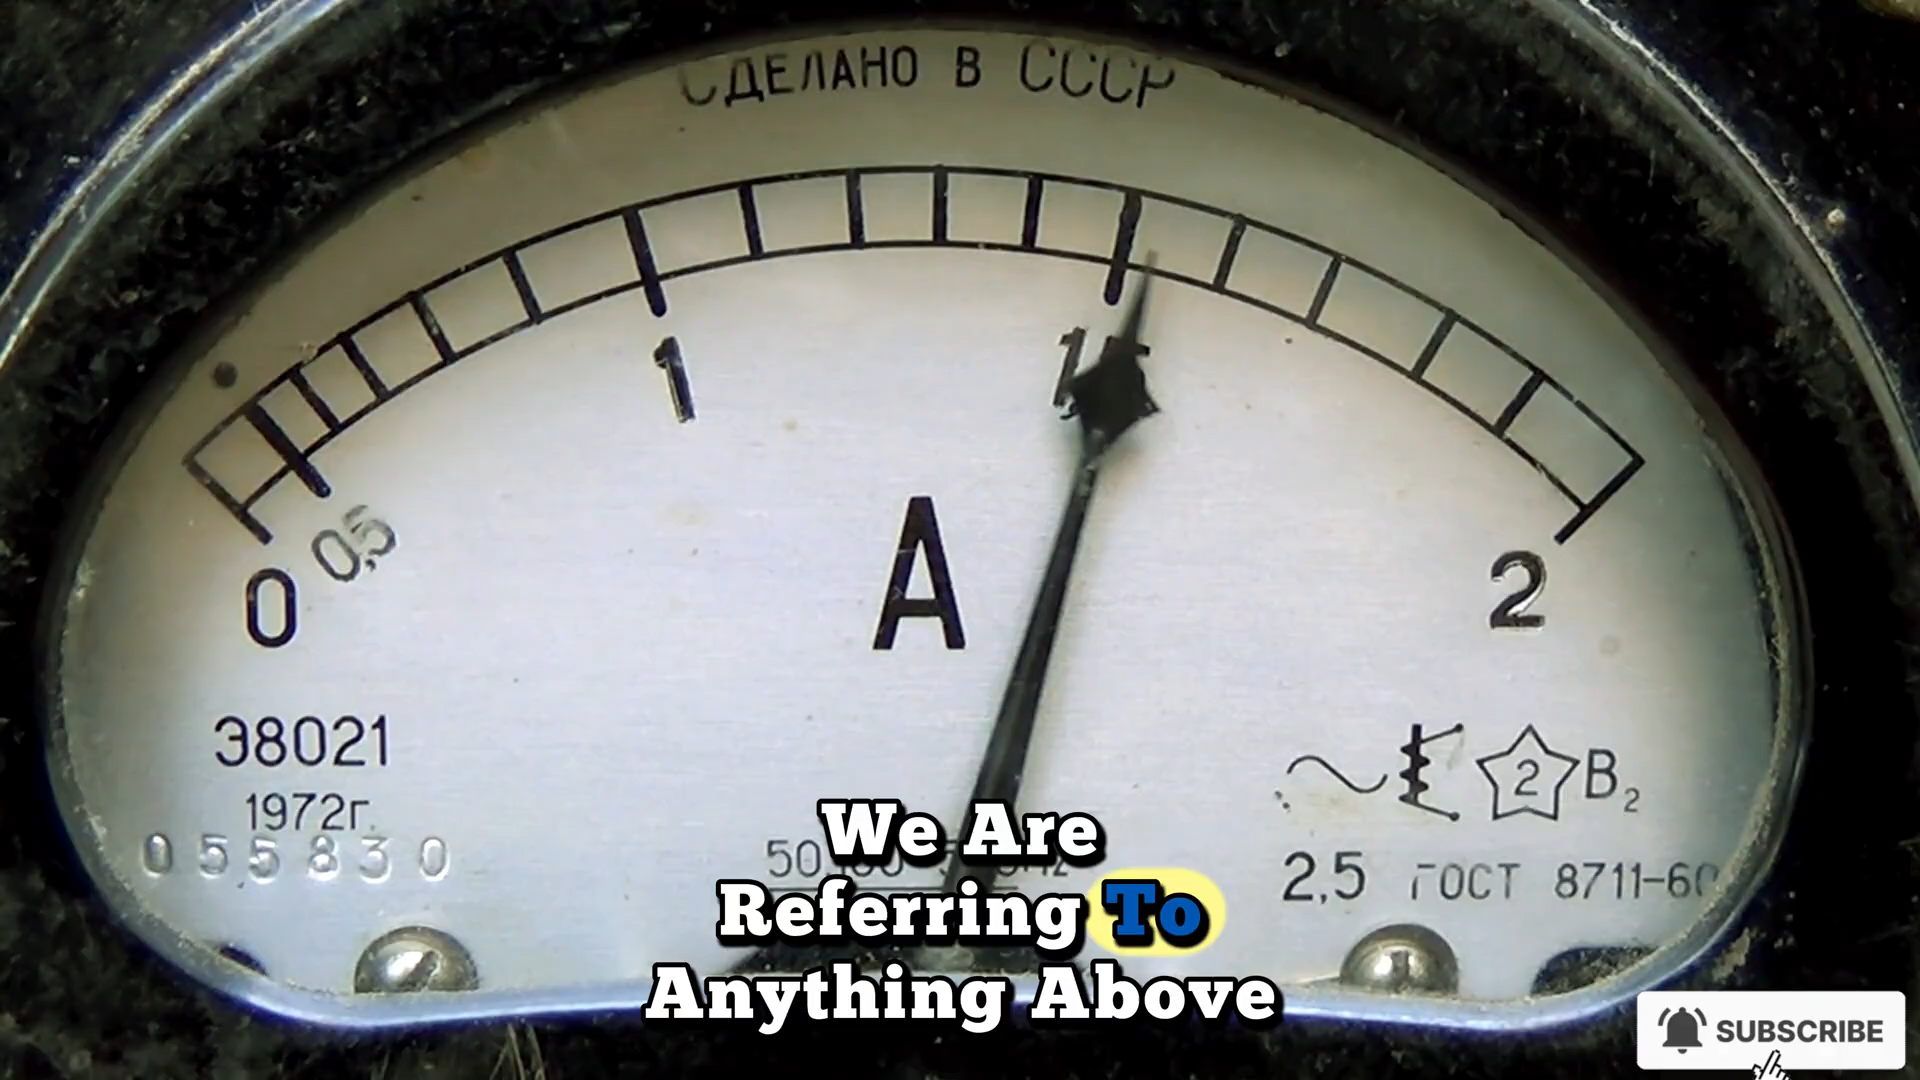 СДЕЛАНО В СССР
1
0,5
0
A
2
Э8021
1972г.
055830
2
В2
2,5 ГОСТ 8711-60
We Are
Referring To
Anything Above
SUBSCRIBE